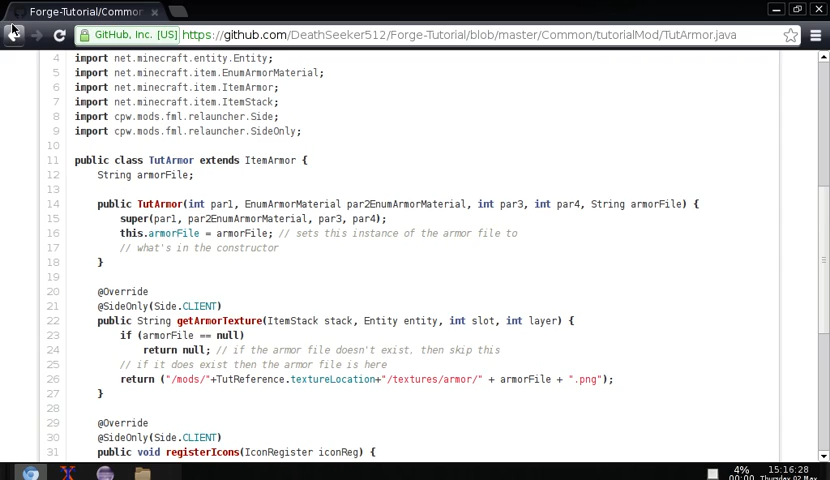 Forge-Tutorial/Common
GitHub, Inc. [US] https://github.com/DeathSeeker512/Forge-Tutorial/blob/master/Common/tutorialMod/TutArmor.java
4 import net.minecraft.entity.Entity;
5 import net.minecraft.item.EnumArmorMaterial;
6 import net.minecraft.item.ItemArmor;
7 import net.minecraft.item.ItemStack;
8 import cpw.mods.fml.relauncher.Side;
9 import cpw.mods.fml.relauncher.SideOnly;
10
11 public class TutArmor extends ItemArmor {
12 String armorFile;
13
14 public TutArmor(int par1, EnumArmorMaterial par2EnumArmorMaterial, int par3, int par4, String armorFile) {
15 super(par1, par2EnumArmorMaterial, par3, par4);
16 this.armorFile = armorFile; // sets this instance of the armor file to
17 // what's in the constructor
18 }
19
20 @Override
21 @SideOnly(Side.CLIENT)
22 public String getArmorTexture(ItemStack stack, Entity entity, int slot, int layer) {
23 if (armorFile == null)
24 return null; // if the armor file doesn't exist, then skip this
25 // if it does exist then the armor file is here
26 return ("/mods/"+TutReference.textureLocation+"/textures/armor/" + armorFile + ".png");
27 }
28
29 @Override
30 @SideOnly(Side.CLIENT)
31 public void registerIcons(IconRegister iconReg) {
4% 15:16:28
00:00 Thursday 02 May